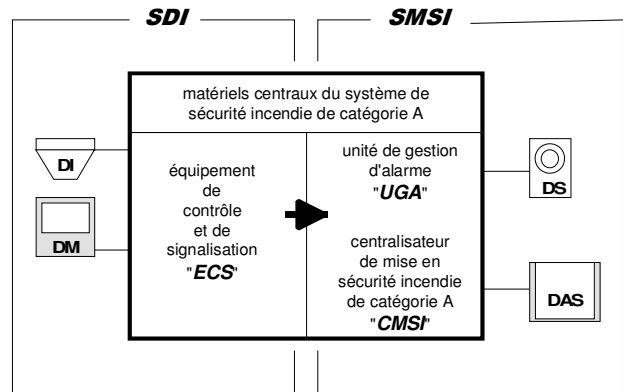 SDI
SMSI
matériels centraux du système de
sécurité incendie de catégorie A
DI
DM
équipement
de
contrôle
et de
signalisation
"ECS"
unité de gestion
d'alarme
"UGA"
centralisateur
de mise en
sécurité incendie
de catégorie A
"CMSI"
DS
DAS